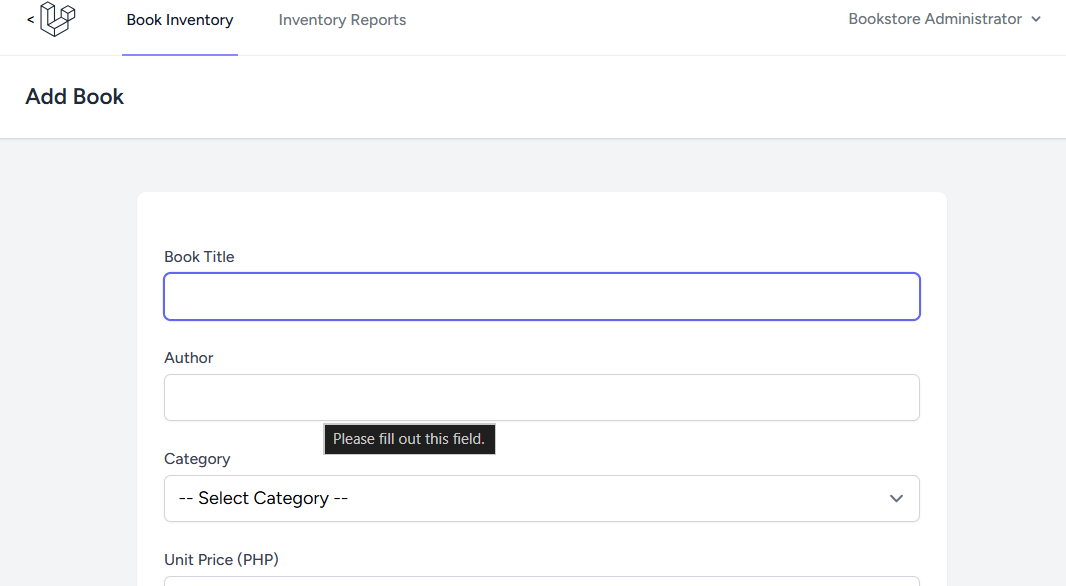 < Book Inventory Inventory Reports Bookstore Administrator
Add Book
Book Title
Author
Please fill out this field.
Category
-- Select Category --
Unit Price (PHP)